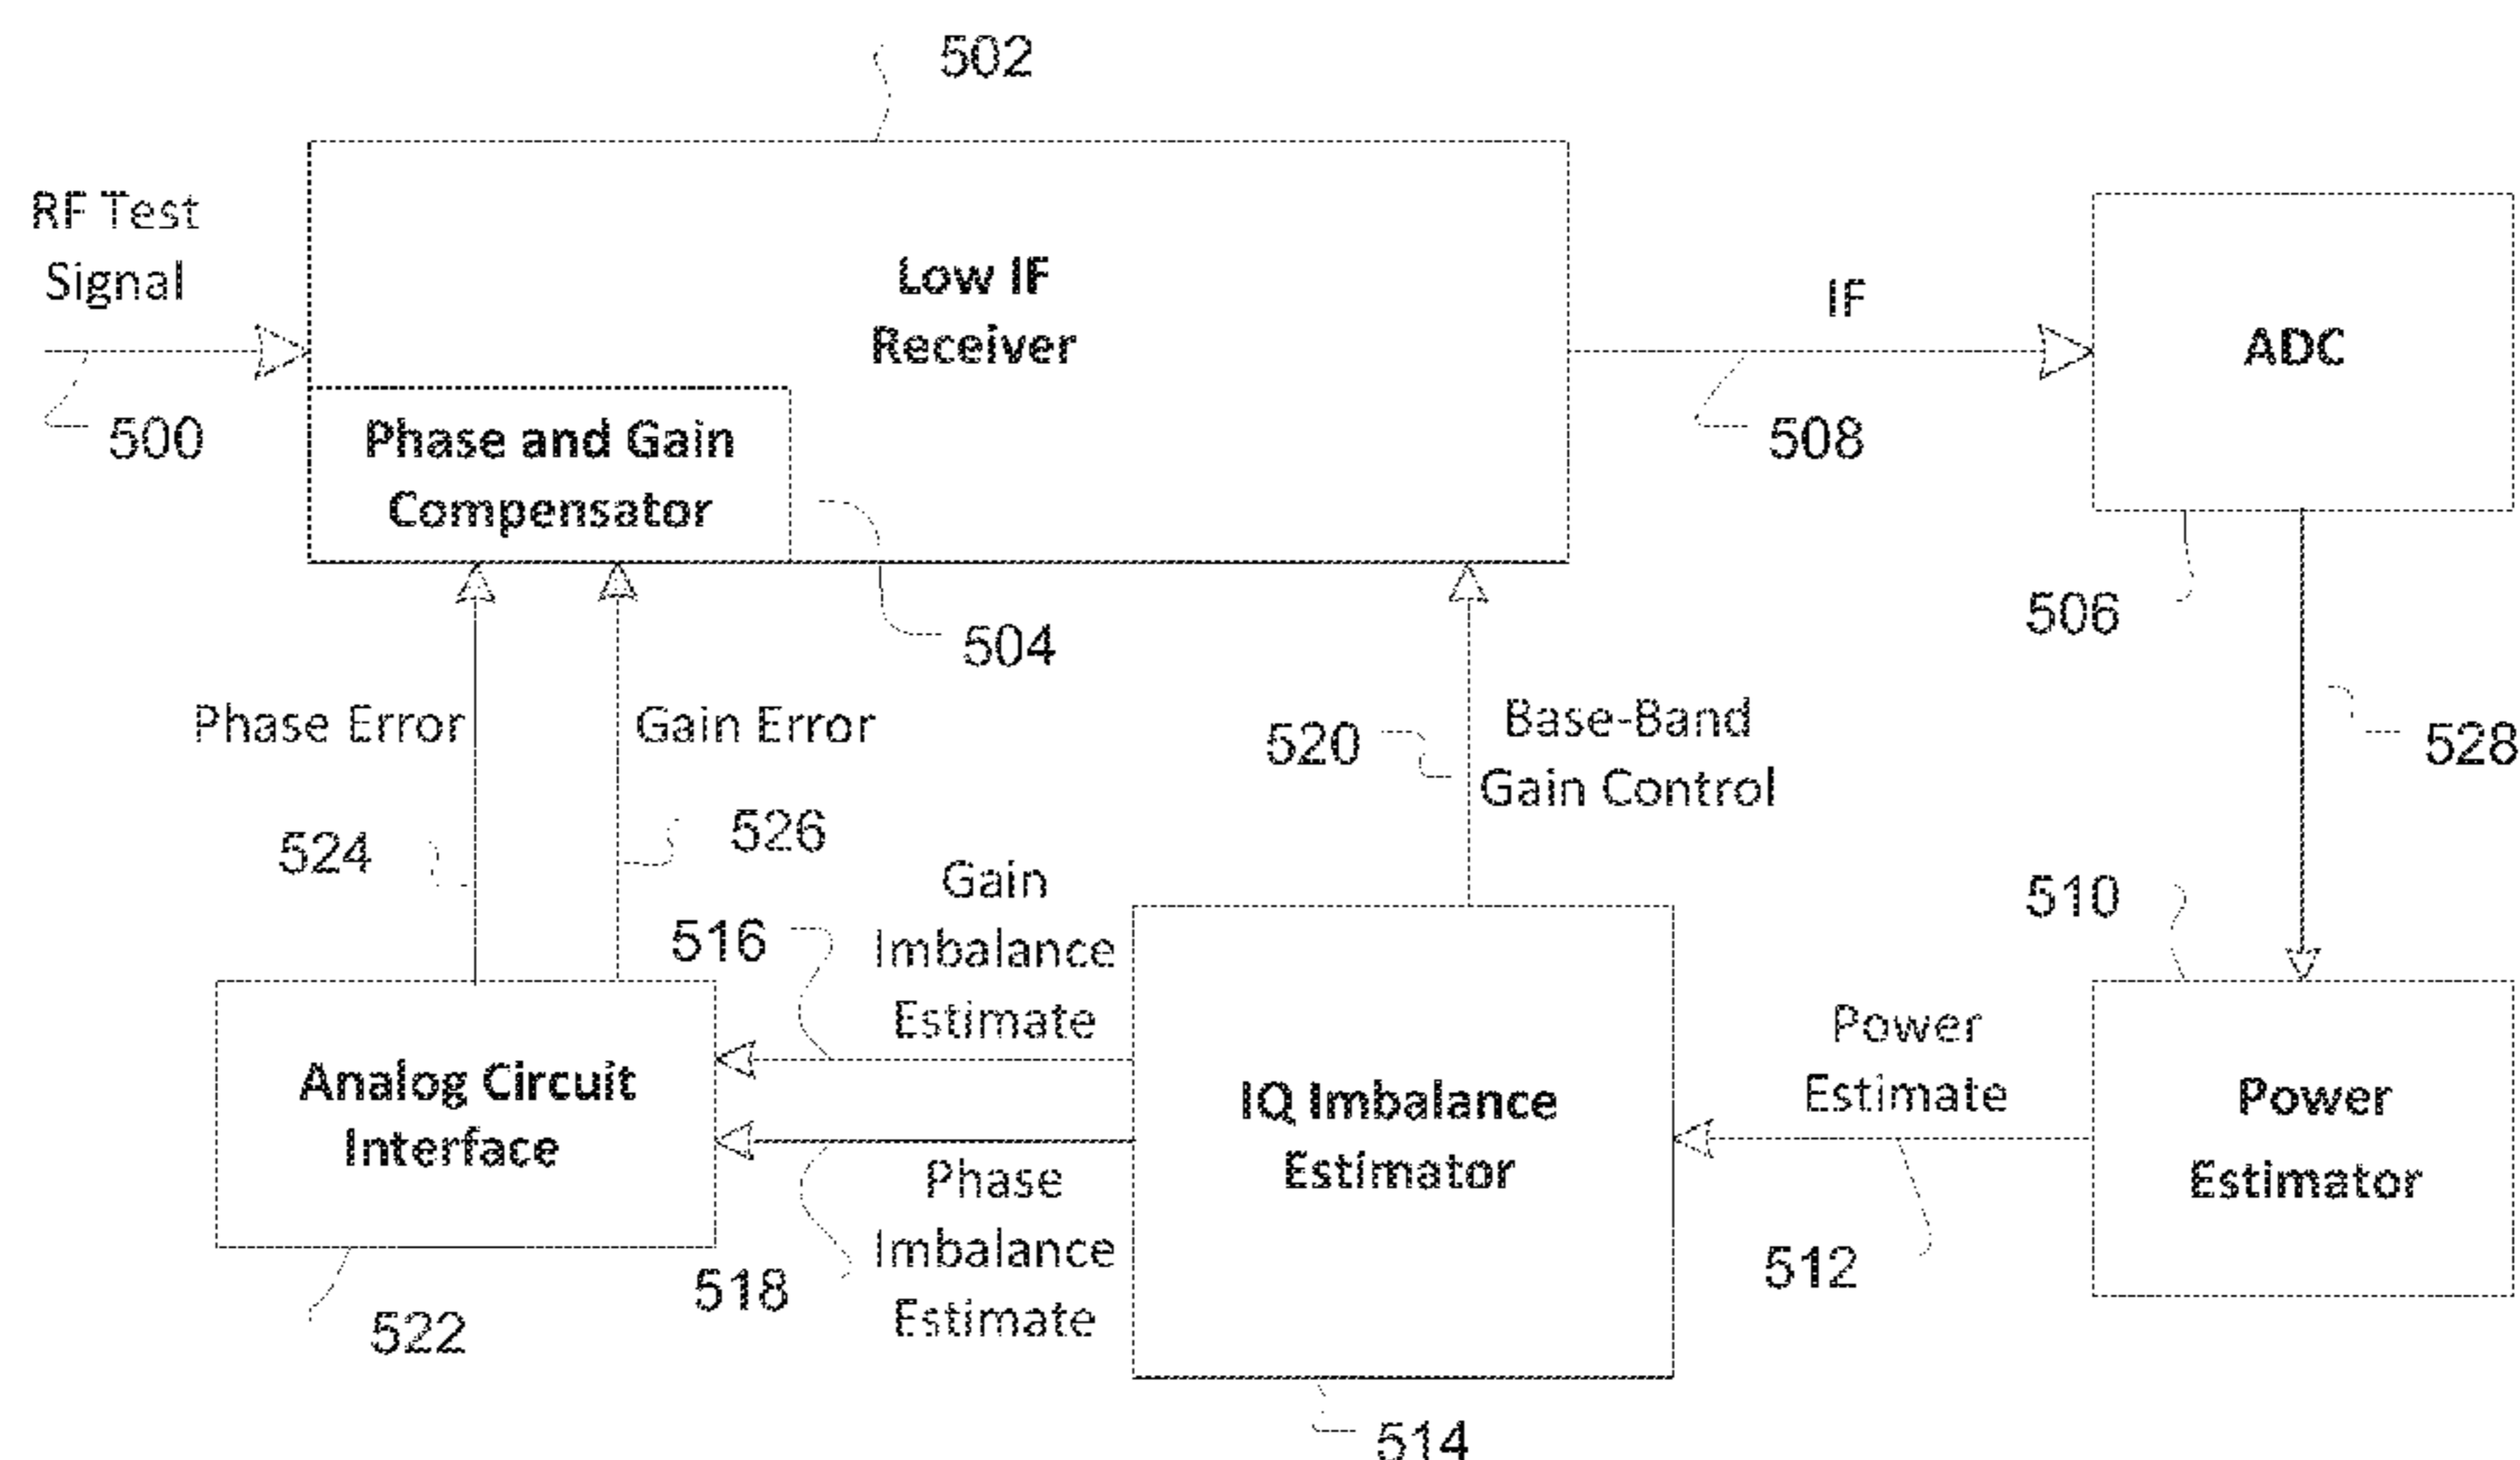 502
RF Test
Signal
500
Low IF
Receiver
Phase and Gain
Compensator
504
IF
508
ADC
506
528
Phase Error
524
Gain Error
526
520
Base-Band
Gain Control
516
Gain
Imbalance
Estimate
518
Phase
Imbalance
Estimate
Analog Circuit
Interface
522
IQ Imbalance
Estimator
514
Power
Estimate
512
510
Power
Estimator